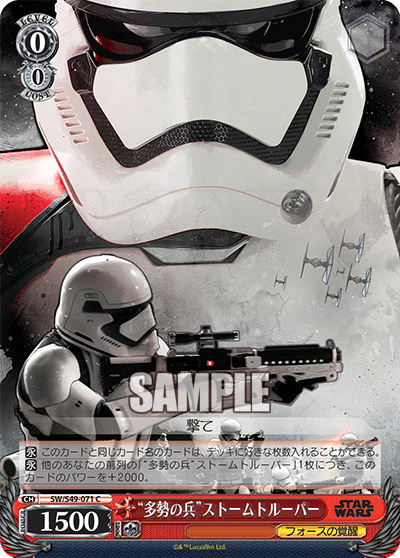 LEVEL
0
0
COST
SAMPLE
撃て
永 このカードと同じカード名のカードは、デッキに好きな枚数入れることができる。
永 他のあなたの前列の「“多勢の兵”ストームトルーパー」1枚につき、このカードのパワーを+2000。
CH
SW/S49-071 C
1500
“多勢の兵”ストームトルーパー
STAR WARS
フォースの覚醒
©&™Lucasfilm Ltd.